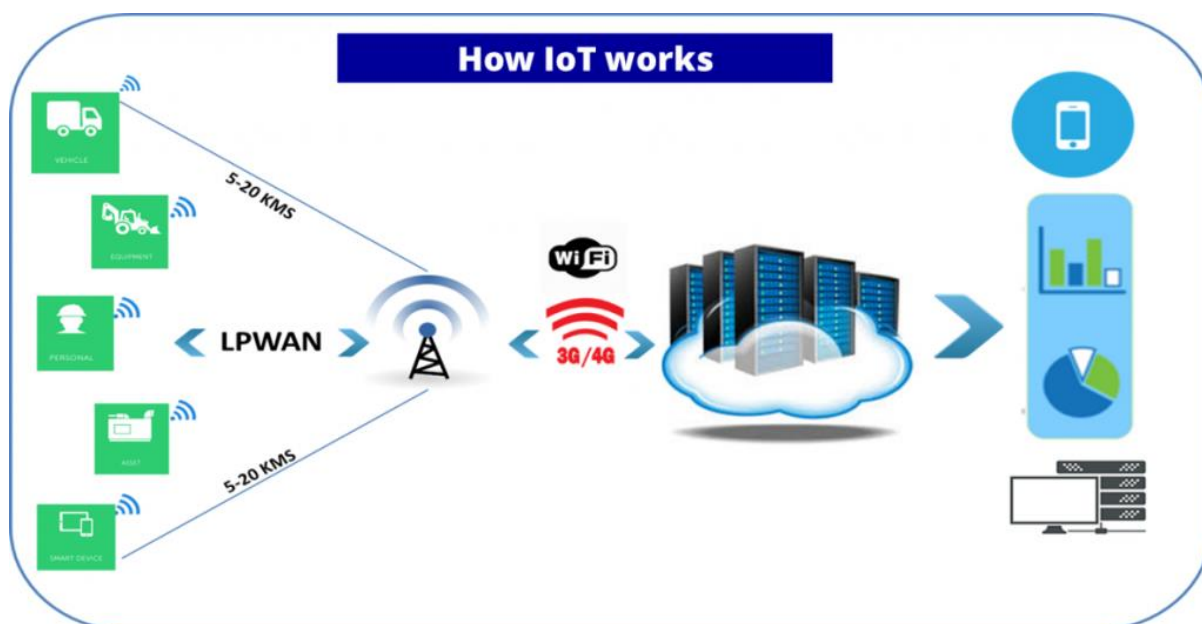 How IoT works
VEHICLE
5-20 KMS
EQUIPMENT
WiFi
PERSONAL
LPWAN
3G/4G
ASSET
5-20 KMS
SMART DEVICE